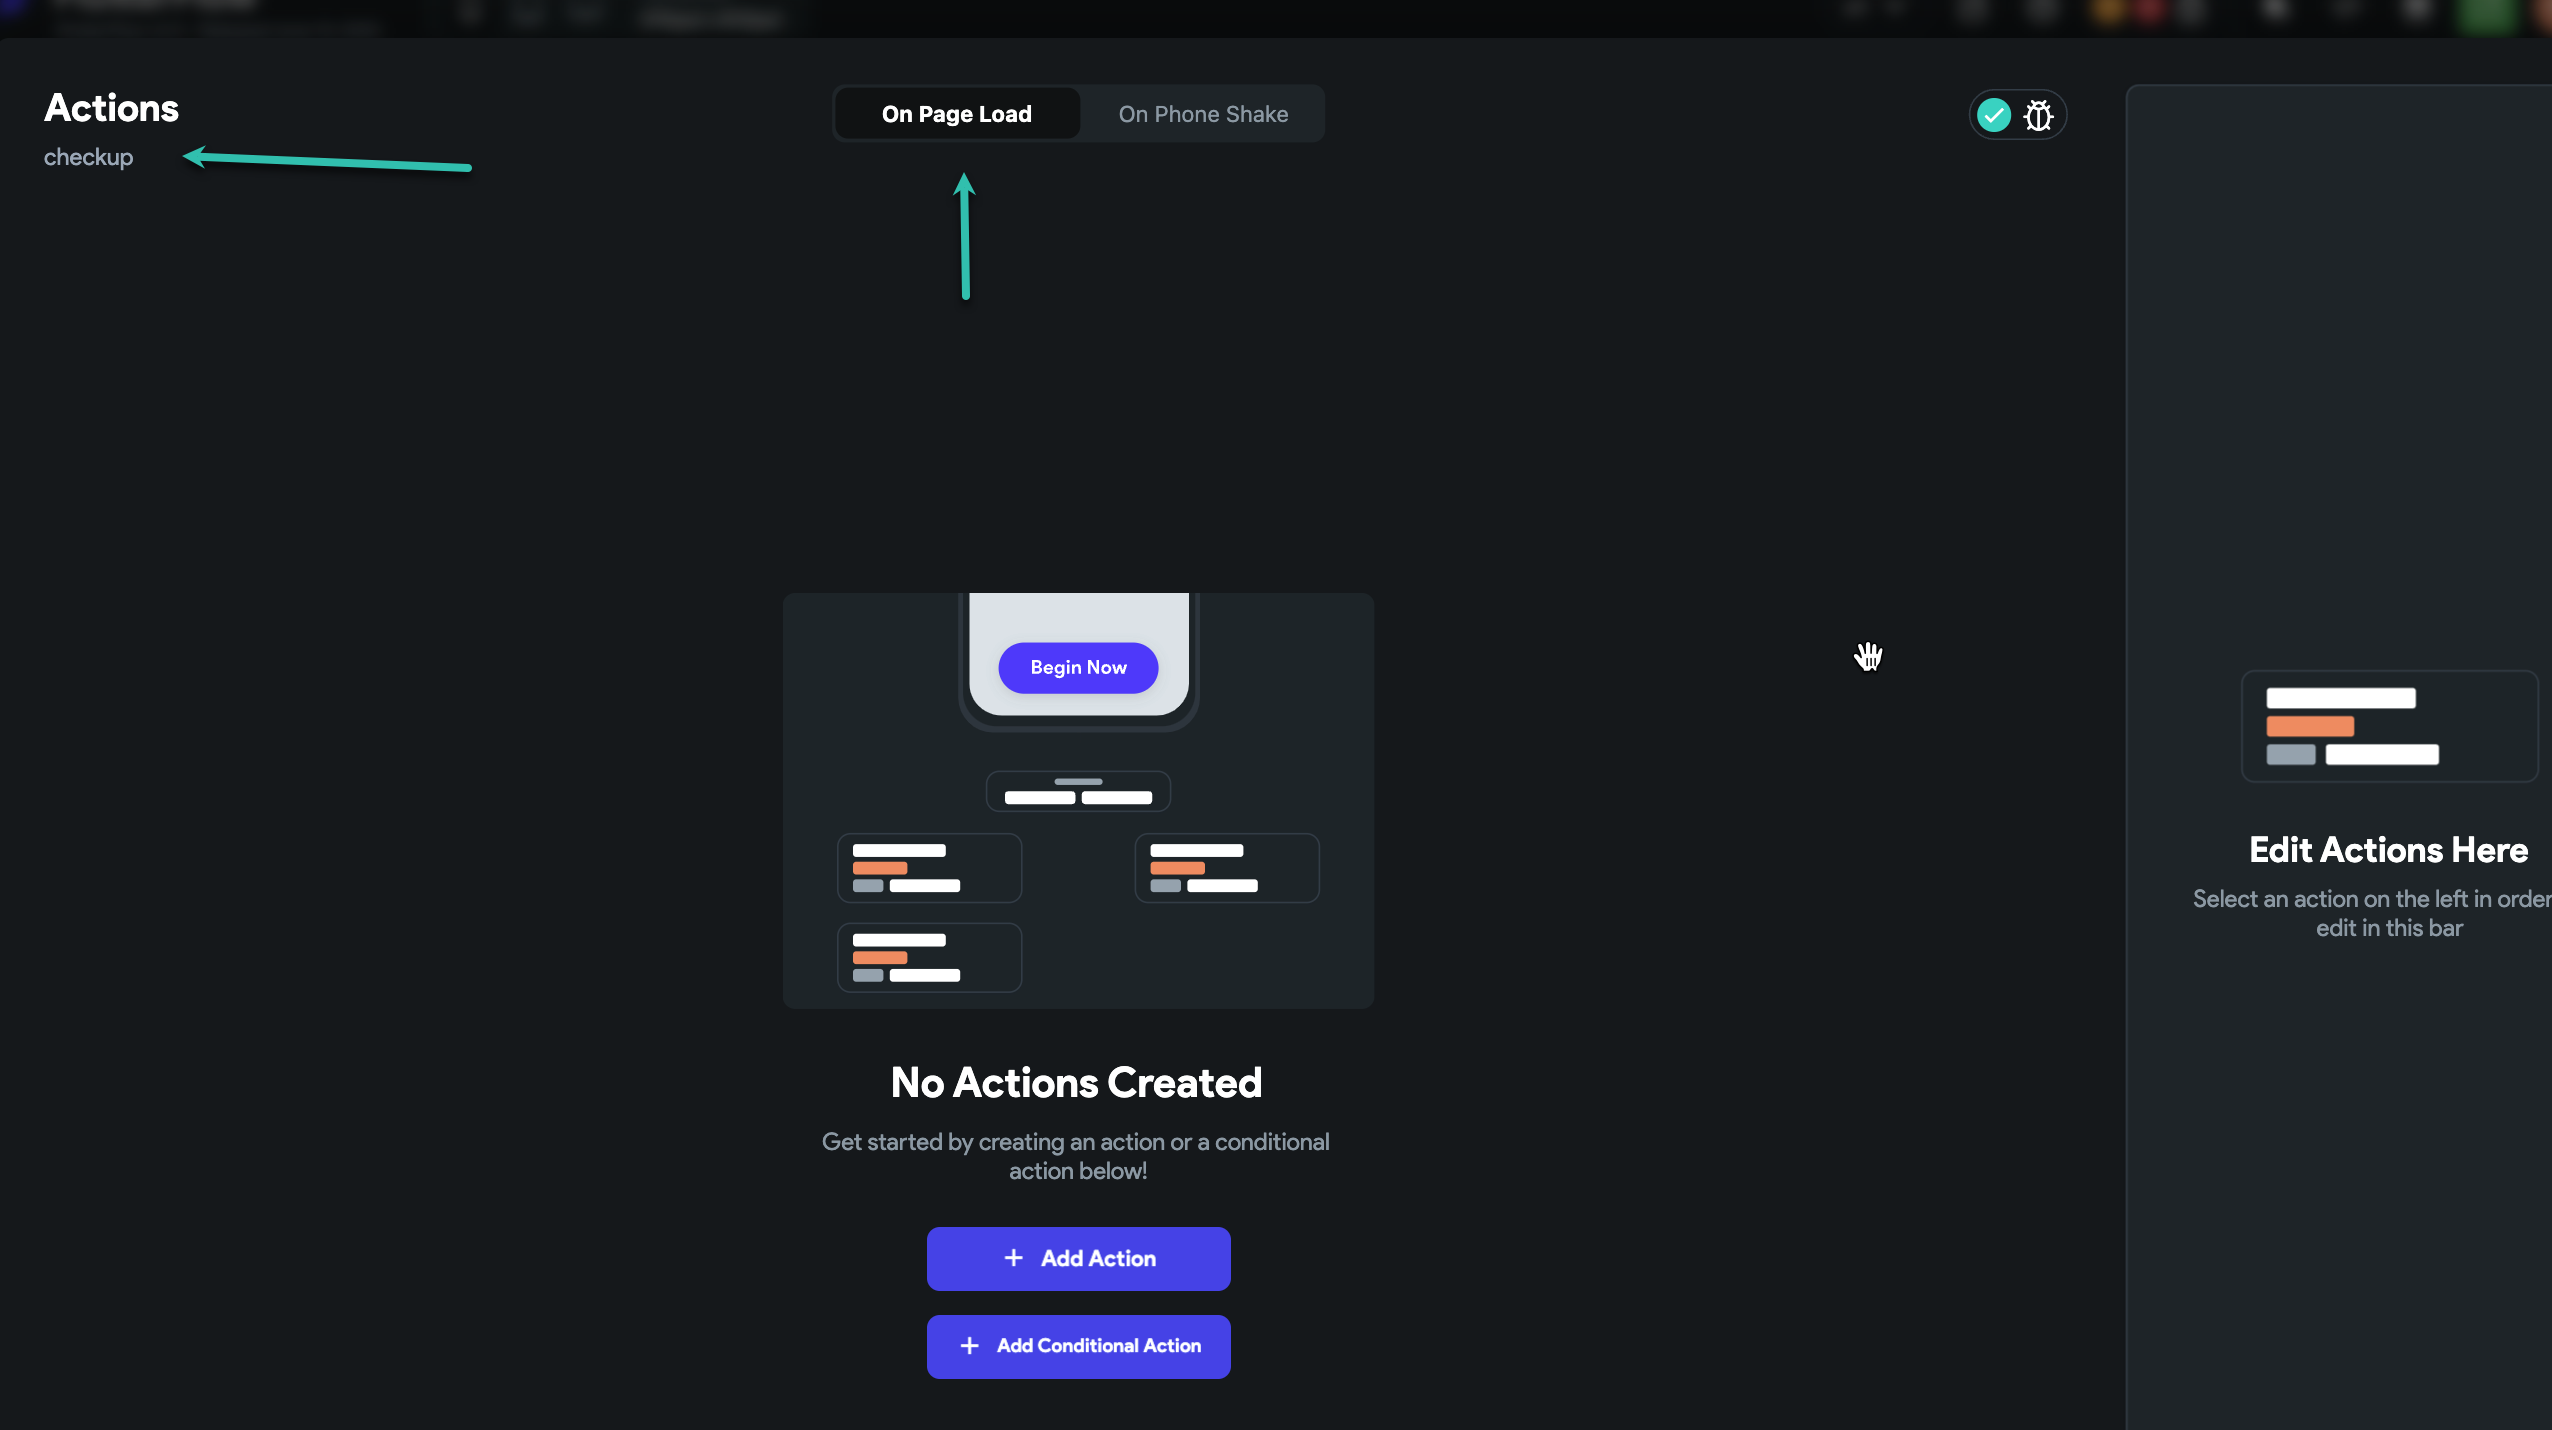 Actions
checkup
On Page Load
On Phone Shake
Begin Now
No Actions Created
Get started by creating an action or a conditional
action below!
+ Add Action
+ Add Conditional Action
Edit Actions Here
Select an action on the left in order
edit in this bar